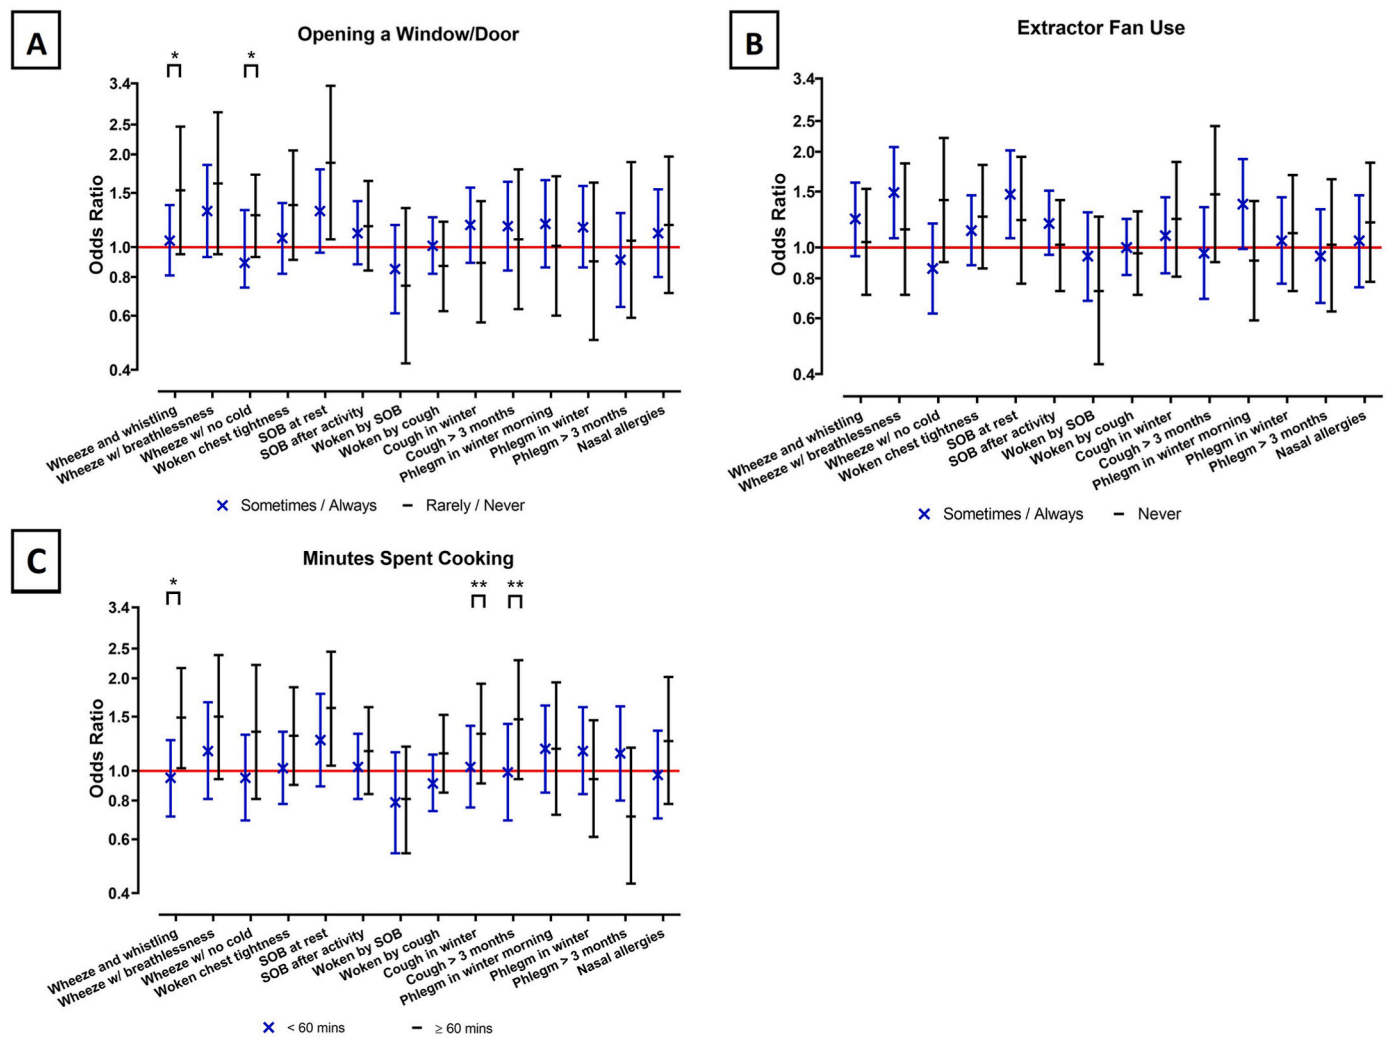 A
Opening a Window/Door
*
*
Odds Ratio
3.4
2.5
2.0
1.5
1.0
0.8
0.6
0.4
Wheeze and whistling
Wheeze w/ breathlessness
Wheeze w/ no cold
Woken chest tightness
SOB at rest
SOB after activity
Woken by SOB
Woken by cough
Cough in winter
Cough > 3 months
Phlegm in winter morning
Phlegm in winter
Phlegm > 3 months
Nasal allergies
Sometimes / Always
Rarely / Never
B
Extractor Fan Use
Odds Ratio
3.4
2.5
2.0
1.5
1.0
0.8
0.6
0.4
Wheeze and whistling
Wheeze w/ breathlessness
Wheeze w/ no cold
Woken chest tightness
SOB at rest
SOB after activity
Woken by SOB
Woken by cough
Cough in winter
Cough > 3 months
Phlegm in winter morning
Phlegm in winter
Phlegm > 3 months
Nasal allergies
Sometimes / Always
Never
C
Minutes Spent Cooking
*
**
**
Odds Ratio
3.4
2.5
2.0
1.5
1.0
0.8
0.6
0.4
Wheeze and whistling
Wheeze w/ breathlessness
Wheeze w/ no cold
Woken chest tightness
SOB at rest
SOB after activity
Woken by SOB
Woken by cough
Cough in winter
Cough > 3 months
Phlegm in winter morning
Phlegm in winter
Phlegm > 3 months
Nasal allergies
< 60 mins
≥ 60 mins